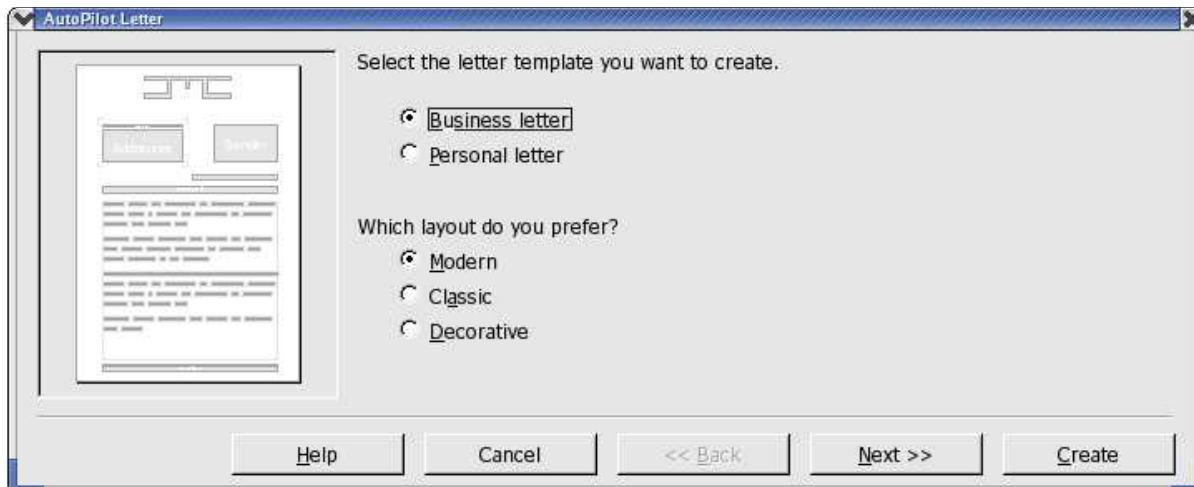 AutoPilot Letter
Select the letter template you want to create.
Business letter
Personal letter
Which layout do you prefer?
Modern
Classic
Decorative
Help Cancel << Back Next >> Create